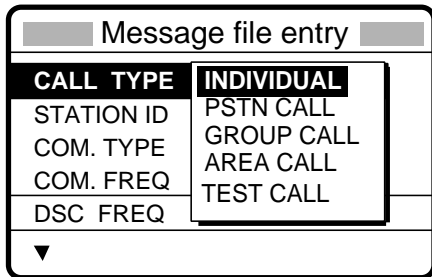 Message file entry
CALL TYPE
STATION ID
COM. TYPE
COM. FREQ
DSC FREQ
▼
INDIVIDUAL
PSTN CALL
GROUP CALL
AREA CALL
TEST CALL